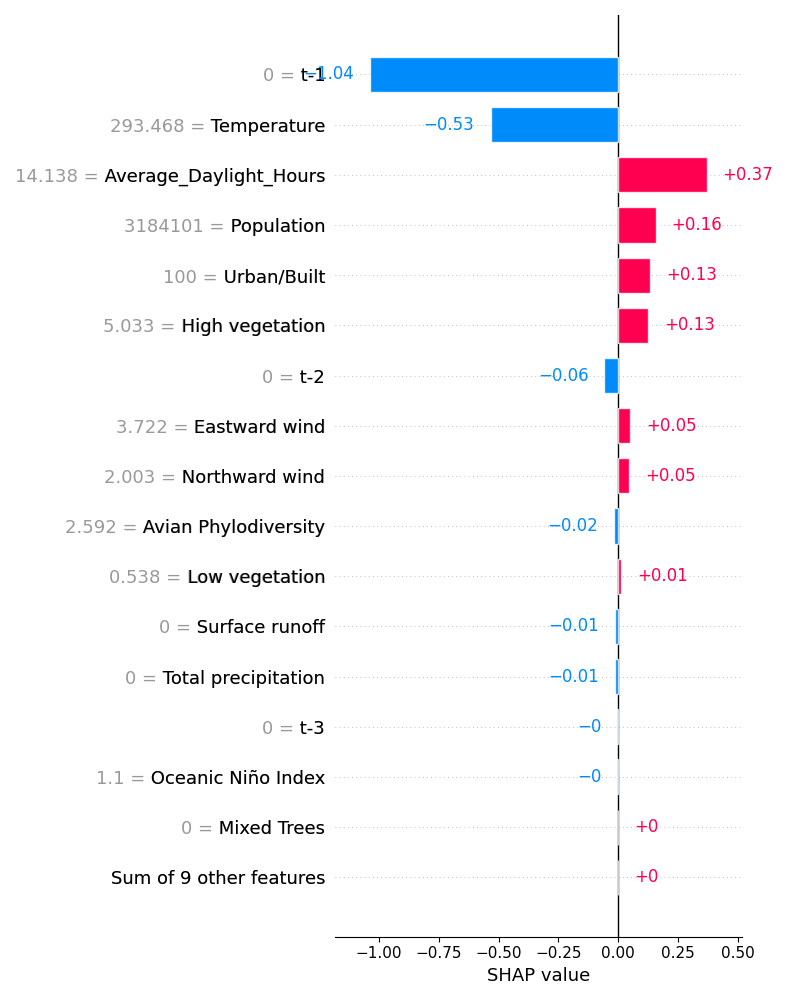 0 = t-1 −1.04
293.468 = Temperature −0.53
14.138 = Average_Daylight_Hours +0.37
3184101 = Population +0.16
100 = Urban/Built +0.13
5.033 = High vegetation +0.13
0 = t-2 −0.06
3.722 = Eastward wind +0.05
2.003 = Northward wind +0.05
2.592 = Avian Phylodiversity −0.02
0.538 = Low vegetation +0.01
0 = Surface runoff −0.01
0 = Total precipitation −0.01
0 = t-3 −0
1.1 = Oceanic Niño Index −0
0 = Mixed Trees +0
Sum of 9 other features +0
−1.00 −0.75 −0.50 −0.25 0.00 0.25 0.50
SHAP value